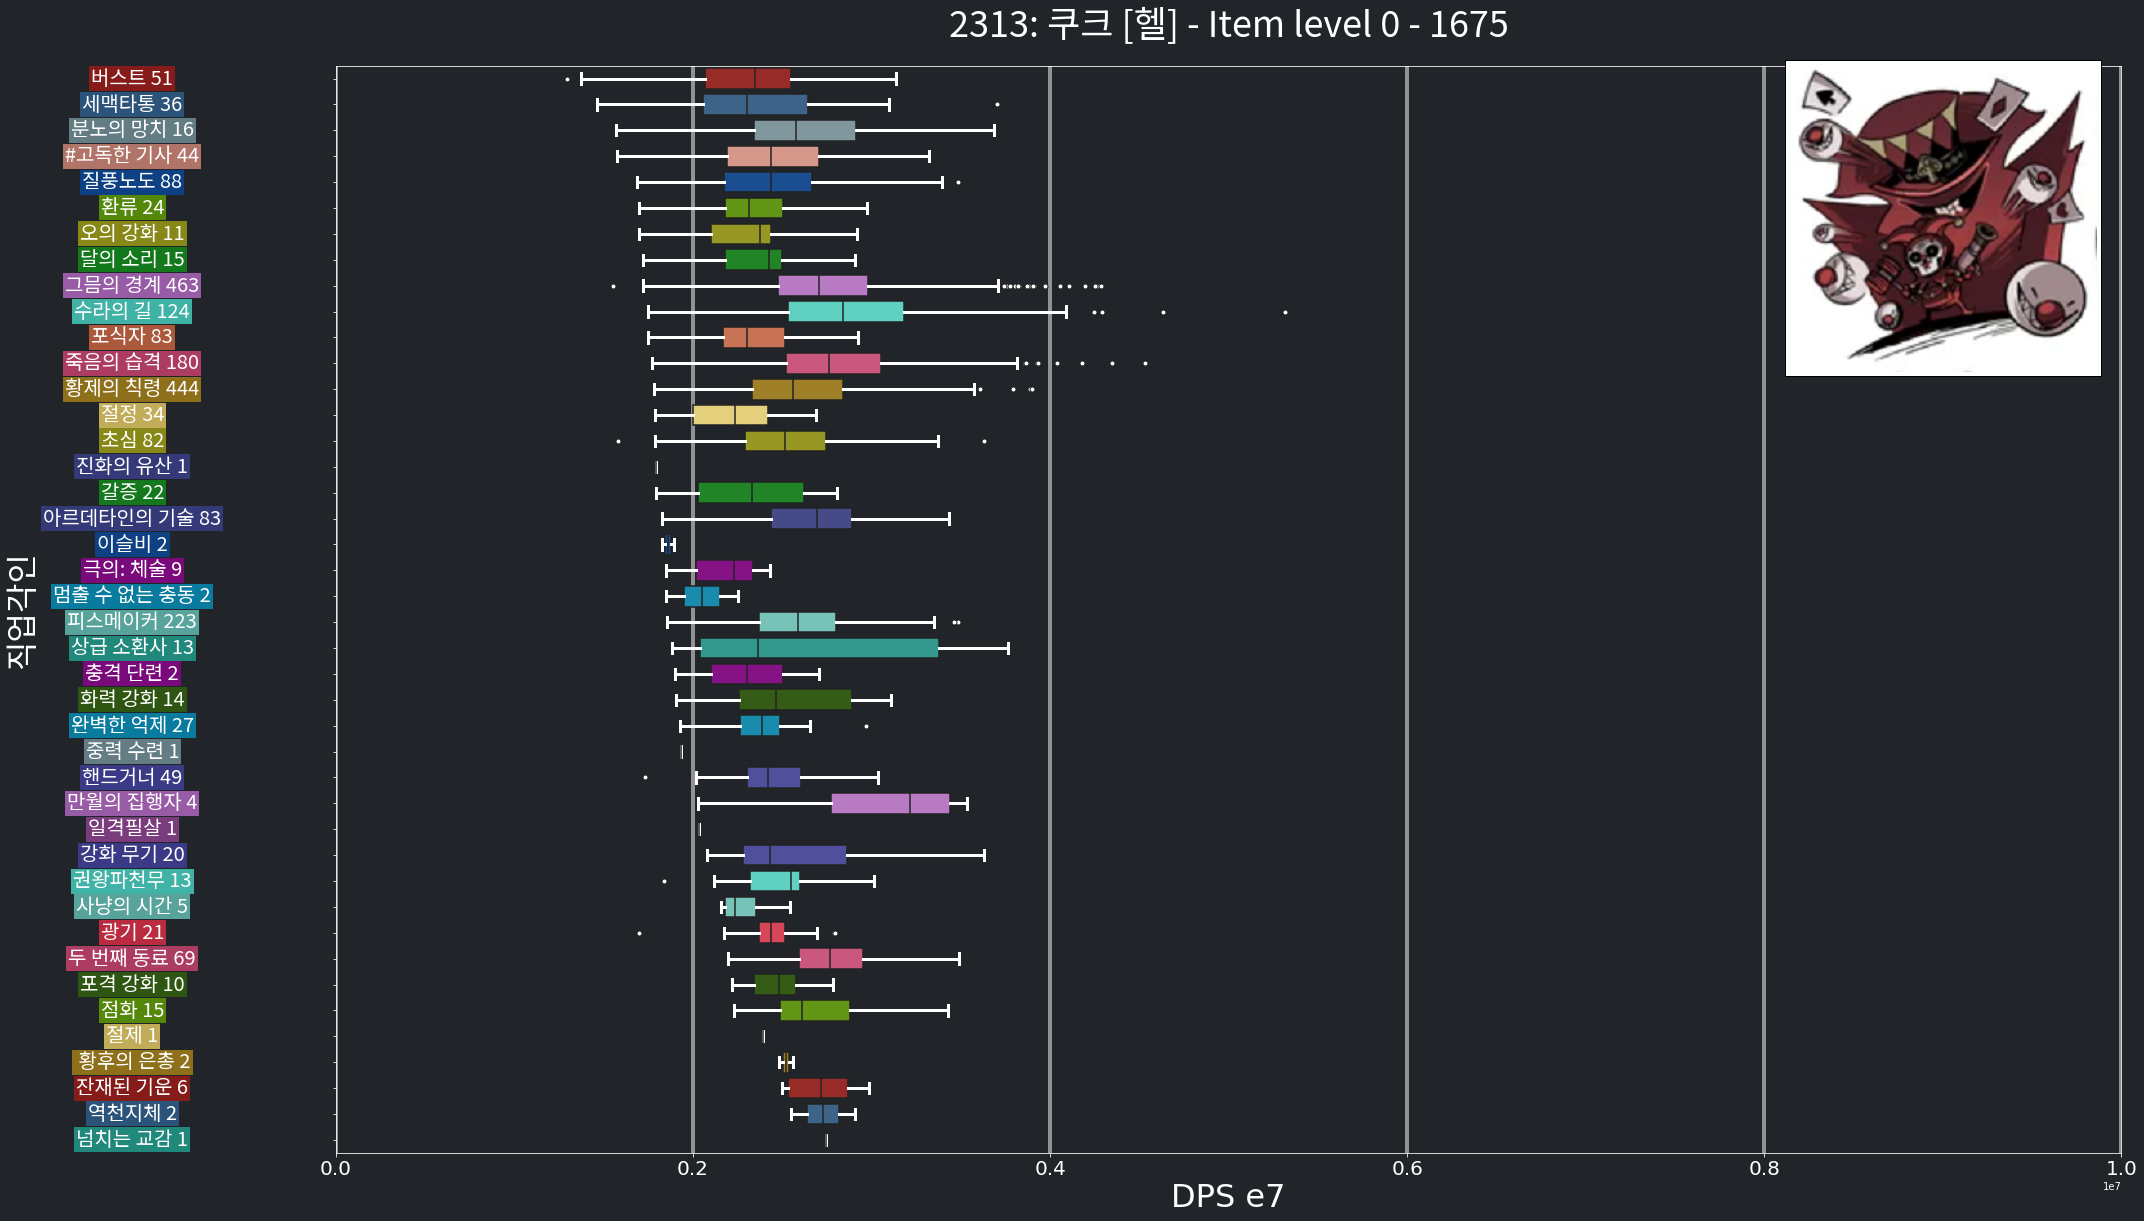 2313: 쿠크 [헬] - Item level 0 - 1675
직업각인
버스트 51
세맥타통 36
분노의 망치 16
#고독한 기사 44
질풍노도 88
환류 24
오의 강화 11
달의 소리 15
그믐의 경계 463
수라의 길 124
포식자 83
죽음의 습격 180
황제의 칙령 444
절정 34
초심 82
진화의 유산 1
갈증 22
아르데타인의 기술 83
이슬비 2
극의: 체술 9
멈출 수 없는 충동 2
피스메이커 223
상급 소환사 13
충격 단련 2
화력 강화 14
완벽한 억제 27
중력 수련 1
핸드거너 49
만월의 집행자 4
일격필살 1
강화 무기 20
권왕파천무 13
사냥의 시간 5
광기 21
두 번째 동료 69
포격 강화 10
점화 15
절제 1
황후의 은총 2
잔재된 기운 6
역천지체 2
넘치는 교감 1
0.0 0.2 0.4 0.6 0.8 1.0
1e7
DPS e7